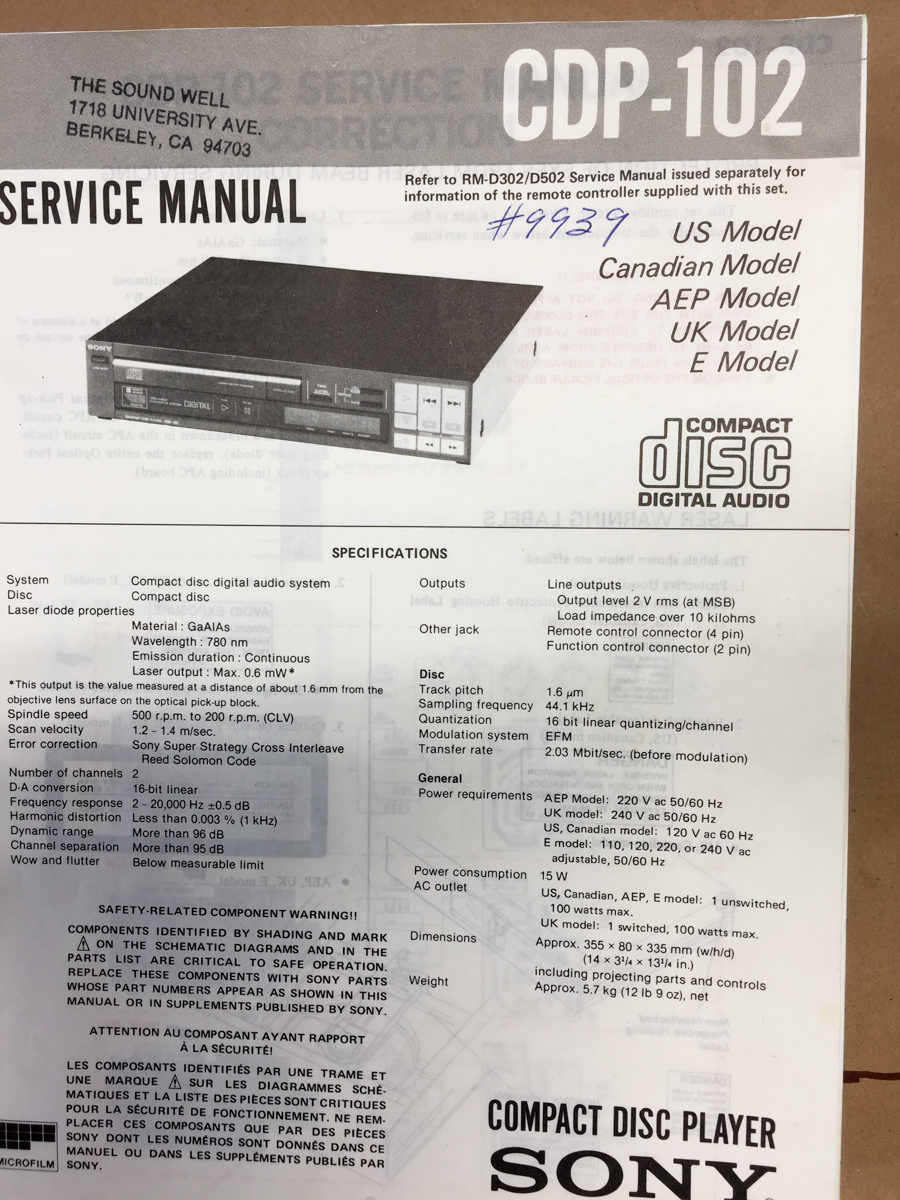 THE SOUND WELL
1718 UNIVERSITY AVE.
BERKELEY, CA 94703
CDP-102
SERVICE MANUAL
Refer to RM-D302/D502 Service Manual issued separately for
information of the remote controller supplied with this set.
#9939
US Model
Canadian Model
AEP Model
UK Model
E Model
SONY
DIGITAL
COMPACT
disc
DIGITAL AUDIO
SPECIFICATIONS
System Compact disc digital audio system
Disc Compact disc
Laser diode properties
Material : GaAlAs
Wavelength : 780 nm
Emission duration : Continuous
Laser output : Max. 0.6 mW*
*This output is the value measured at a distance of about 1.6 mm from the
objective lens surface on the optical pick-up block.
Spindle speed 500 r.p.m. to 200 r.p.m. (CLV)
Scan velocity 1.2 – 1.4 m/sec.
Error correction Sony Super Strategy Cross Interleave
Reed Solomon Code
Number of channels 2
D-A conversion 16-bit linear
Frequency response 2 – 20,000 Hz ±0.5 dB
Harmonic distortion Less than 0.003 % (1 kHz)
Dynamic range More than 96 dB
Channel separation More than 95 dB
Wow and flutter Below measurable limit
SAFETY-RELATED COMPONENT WARNING!!
COMPONENTS IDENTIFIED BY SHADING AND MARK
⚠ ON THE SCHEMATIC DIAGRAMS AND IN THE
PARTS LIST ARE CRITICAL TO SAFE OPERATION.
REPLACE THESE COMPONENTS WITH SONY PARTS
WHOSE PART NUMBERS APPEAR AS SHOWN IN THIS
MANUAL OR IN SUPPLEMENTS PUBLISHED BY SONY.
ATTENTION AU COMPOSANT AYANT RAPPORT
À LA SÉCURITÉ!
LES COMPOSANTS IDENTIFIÉS PAR UNE TRAME ET
UNE MARQUE ⚠ SUR LES DIAGRAMMES SCHÉ-
MATIQUES ET LA LISTE DES PIÈCES SONT CRITIQUES
POUR LA SÉCURITÉ DE FONCTIONNEMENT. NE REM-
PLACER CES COMPOSANTS QUE PAR DES PIÈCES
SONY DONT LES NUMÉROS SONT DONNÉS DANS CE
MANUEL OU DANS LES SUPPLÉMENTS PUBLIÉS PAR
SONY.
MICROFILM
Outputs Line outputs
Output level 2 V rms (at MSB)
Load impedance over 10 kilohms
Other jack Remote control connector (4 pin)
Function control connector (2 pin)
Disc
Track pitch 1.6 μm
Sampling frequency 44.1 kHz
Quantization 16 bit linear quantizing/channel
Modulation system EFM
Transfer rate 2.03 Mbit/sec. (before modulation)
General
Power requirements AEP Model: 220 V ac 50/60 Hz
UK model: 240 V ac 50/60 Hz
US, Canadian model: 120 V ac 60 Hz
E model: 110, 120, 220, or 240 V ac
adjustable, 50/60 Hz
Power consumption 15 W
AC outlet US, Canadian, AEP, E model: 1 unswitched,
100 watts max.
UK model: 1 switched, 100 watts max.
Dimensions Approx. 355 × 80 × 335 mm (w/h/d)
(14 × 3¼ × 13¼ in.)
including projecting parts and controls
Weight Approx. 5.7 kg (12 lb 9 oz), net
COMPACT DISC PLAYER
SONY